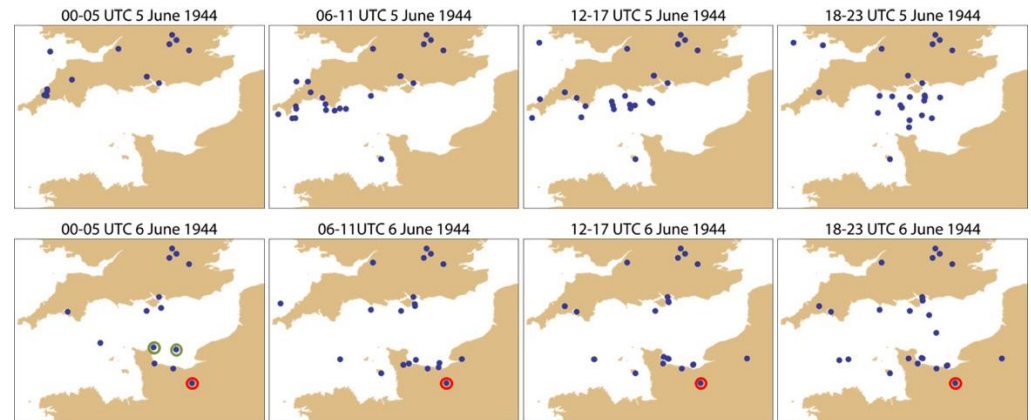 00-05 UTC 5 June 1944
06-11 UTC 5 June 1944
12-17 UTC 5 June 1944
18-23 UTC 5 June 1944
00-05 UTC 6 June 1944
06-11UTC 6 June 1944
12-17 UTC 6 June 1944
18-23 UTC 6 June 1944